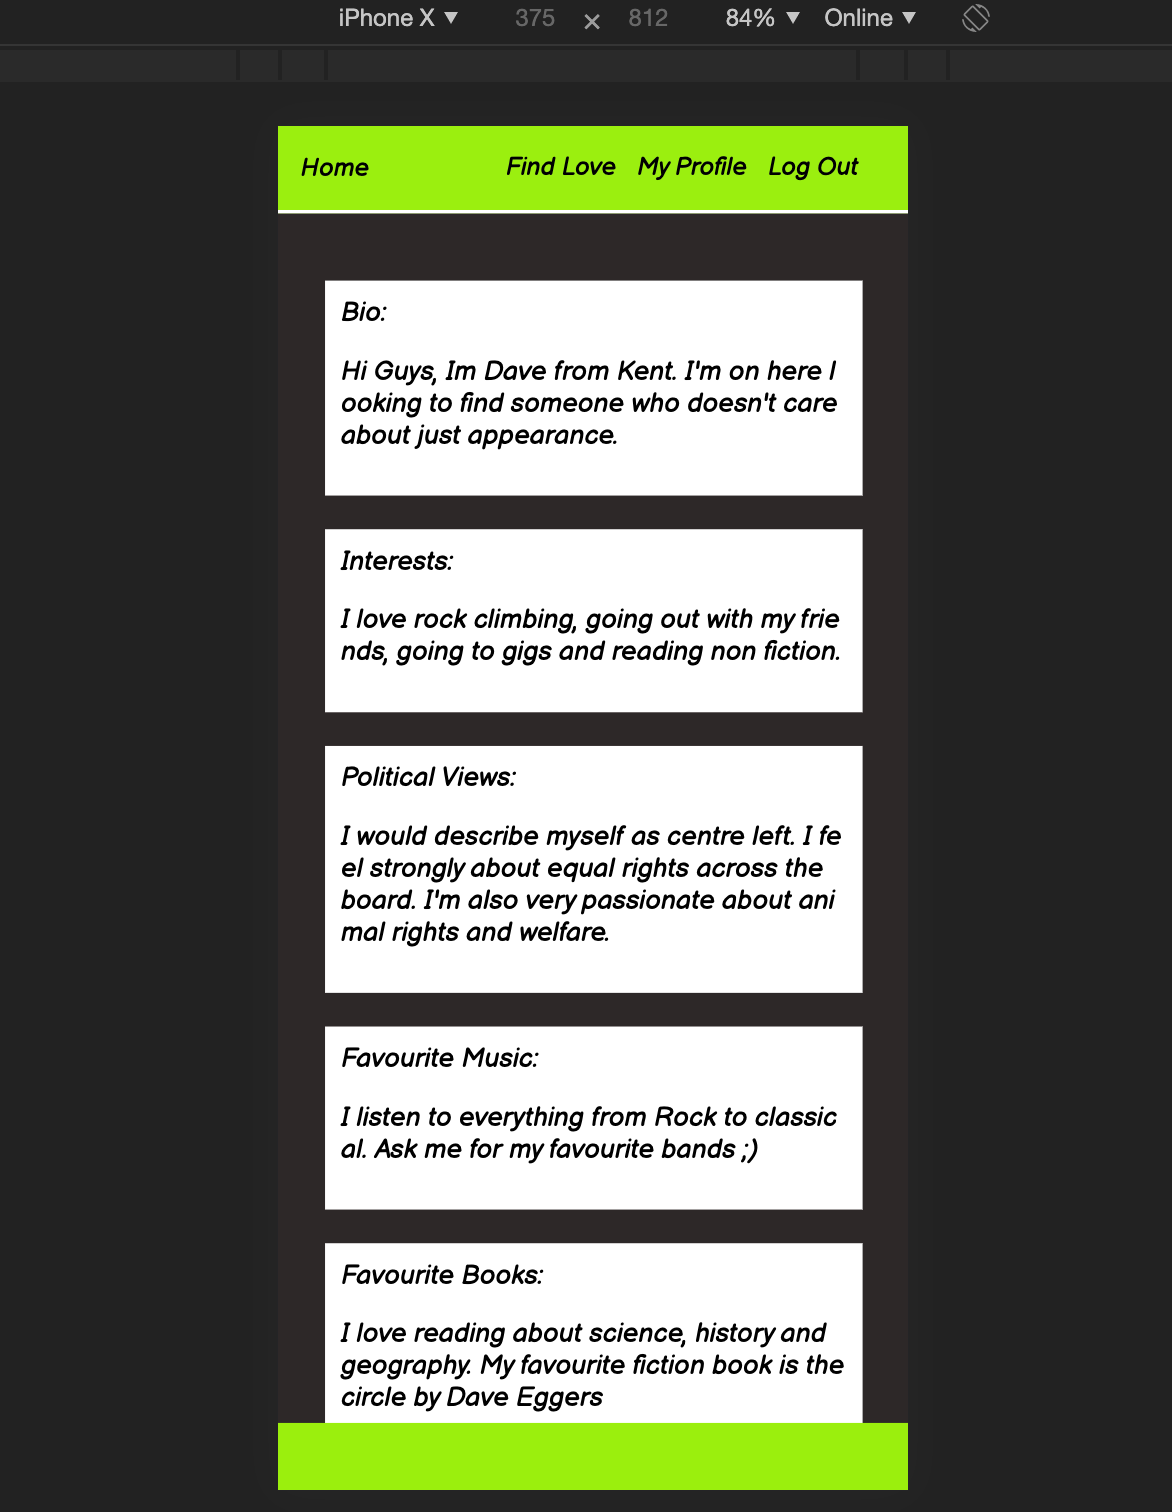 iPhone X ▼ 375 × 812 84% ▼ Online ▼
Home Find Love My Profile Log Out
Bio:
Hi Guys, Im Dave from Kent. I'm on here l
ooking to find someone who doesn't care
about just appearance.
Interests:
I love rock climbing, going out with my frie
nds, going to gigs and reading non fiction.
Political Views:
I would describe myself as centre left. I fe
el strongly about equal rights across the
board. I'm also very passionate about ani
mal rights and welfare.
Favourite Music:
I listen to everything from Rock to classic
al. Ask me for my favourite bands ;)
Favourite Books:
I love reading about science, history and
geography. My favourite fiction book is the
circle by Dave Eggers